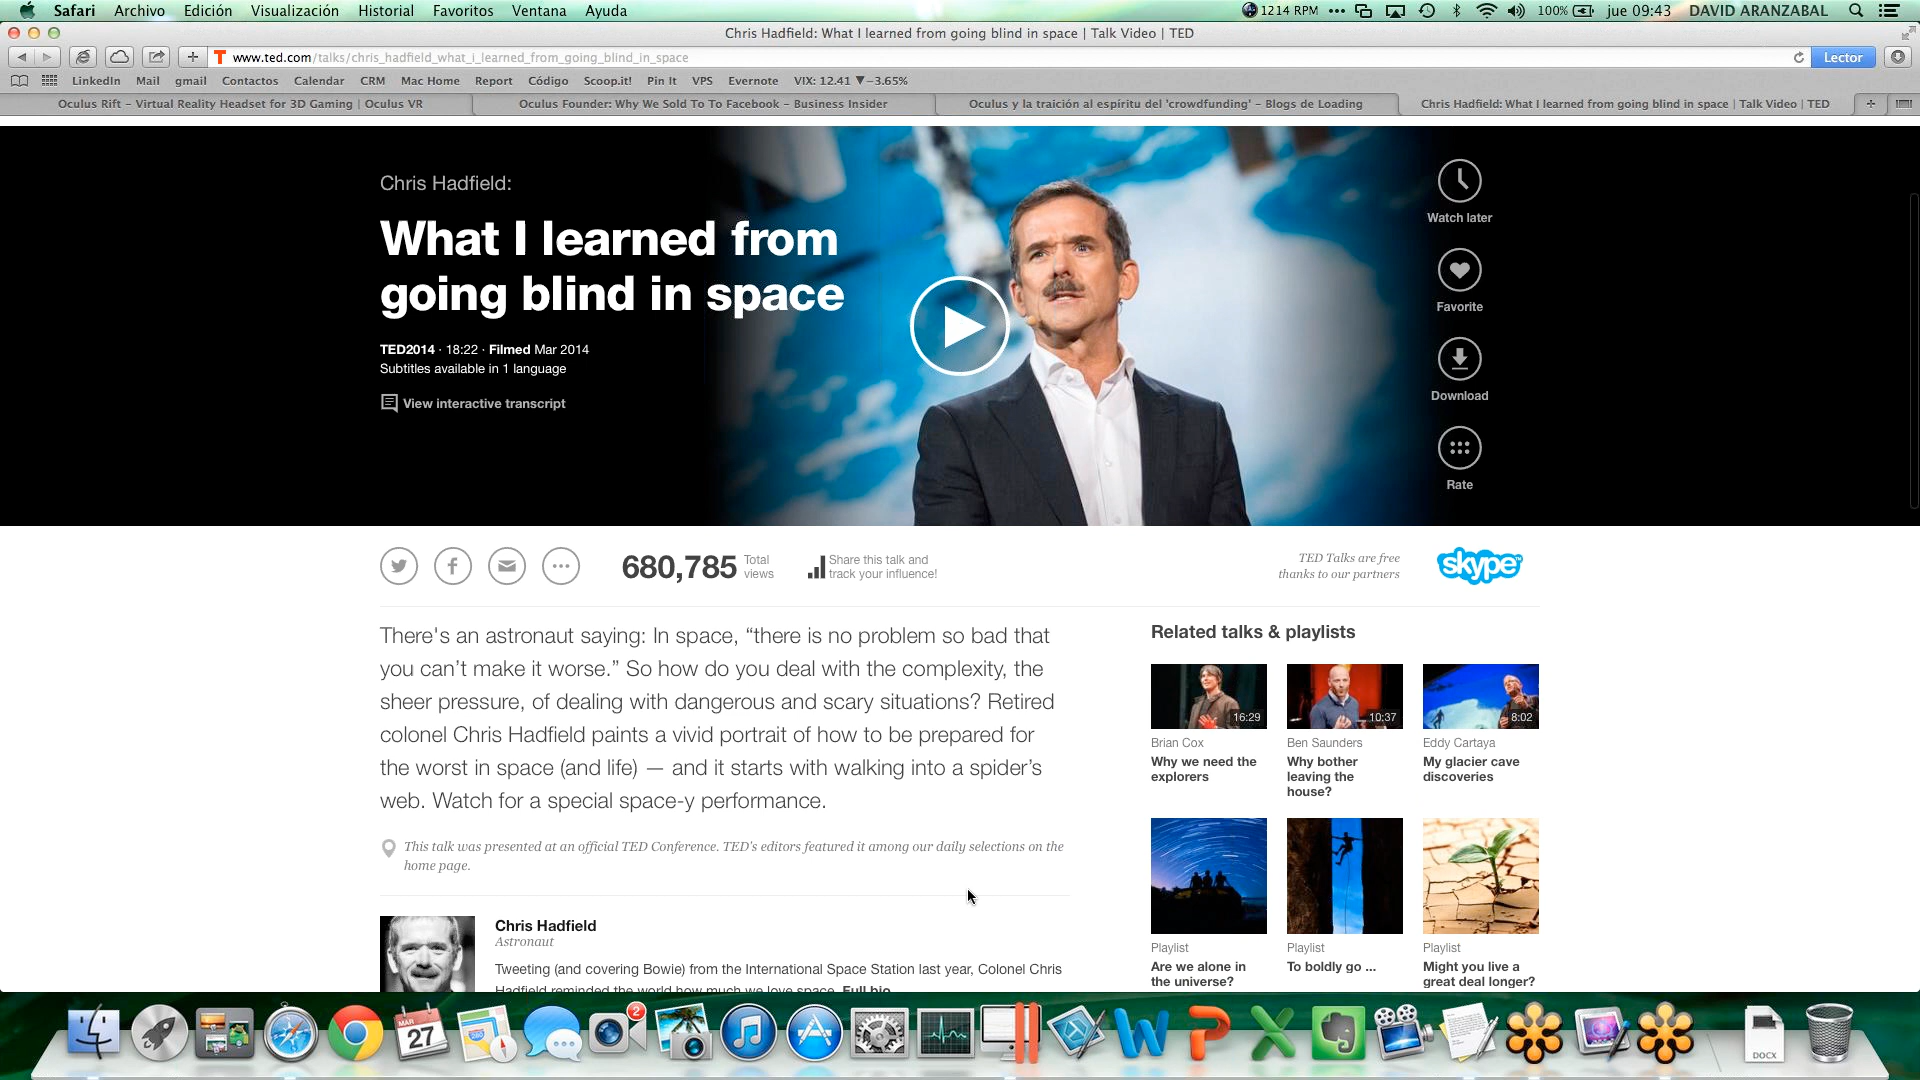 Safari Archivo Edición Visualización Historial Favoritos Ventana Ayuda 1214 RPM 100% jue 09:43 DAVID ARANZABAL
Chris Hadfield: What I learned from going blind in space | Talk Video | TED
www.ted.com/talks/chris_hadfield_what_i_learned_from_going_blind_in_space Lector
LinkedIn Mail gmail Contactos Calendar CRM Mac Home Report Código Scoop.it! Pin It VPS Evernote VIX: 12.41 ▼−3.65%
Oculus Rift - Virtual Reality Headset for 3D Gaming | Oculus VR
Oculus Founder: Why We Sold To To Facebook - Business Insider
Oculus y la traición al espíritu del 'crowdfunding' - Blogs de Loading
Chris Hadfield: What I learned from going blind in space | Talk Video | TED
Chris Hadfield:
What I learned from
going blind in space
TED2014 · 18:22 · Filmed Mar 2014
Subtitles available in 1 language
View interactive transcript
Watch later
Favorite
Download
Rate
680,785 Total views
Share this talk and
track your influence!
TED Talks are free
thanks to our partners
skype
There's an astronaut saying: In space, “there is no problem so bad that
you can’t make it worse.” So how do you deal with the complexity, the
sheer pressure, of dealing with dangerous and scary situations? Retired
colonel Chris Hadfield paints a vivid portrait of how to be prepared for
the worst in space (and life) — and it starts with walking into a spider’s
web. Watch for a special space-y performance.
This talk was presented at an official TED Conference. TED's editors featured it among our daily selections on the
home page.
Chris Hadfield
Astronaut
Tweeting (and covering Bowie) from the International Space Station last year, Colonel Chris
Hadfield reminded the world how much we love space. Full bio
Related talks & playlists
16:29
Brian Cox
Why we need the
explorers
10:37
Ben Saunders
Why bother
leaving the
house?
8:02
Eddy Cartaya
My glacier cave
discoveries
Playlist
Are we alone in
the universe?
Playlist
To boldly go ...
Playlist
Might you live a
great deal longer?
MAR
27
2
W
P
X
DOCX